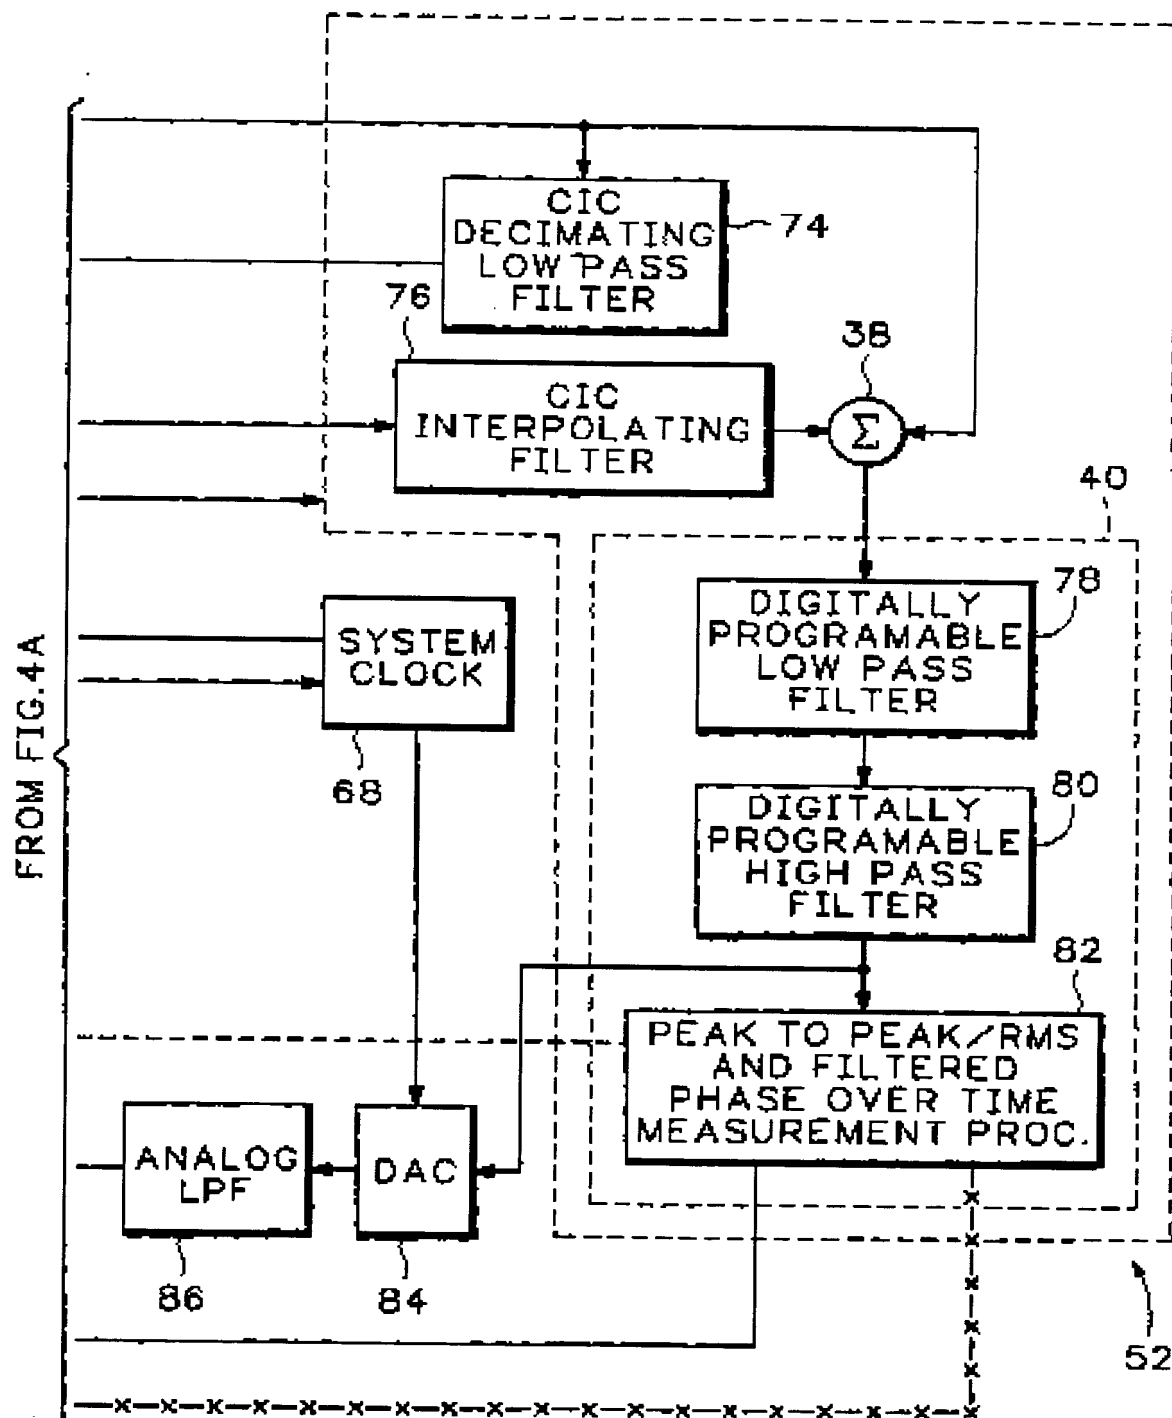 CIC
DECIMATING
LOW PASS
FILTER
74
76
CIC
INTERPOLATING
FILTER
38
Σ
40
SYSTEM
CLOCK
68
DIGITALLY
PROGRAMABLE
LOW PASS
FILTER
78
DIGITALLY
PROGRAMABLE
HIGH PASS
FILTER
80
FROM FIG.4A
82
PEAK TO PEAK/RMS
AND FILTERED
PHASE OVER TIME
MEASUREMENT PROC.
ANALOG
LPF
86
DAC
84
52